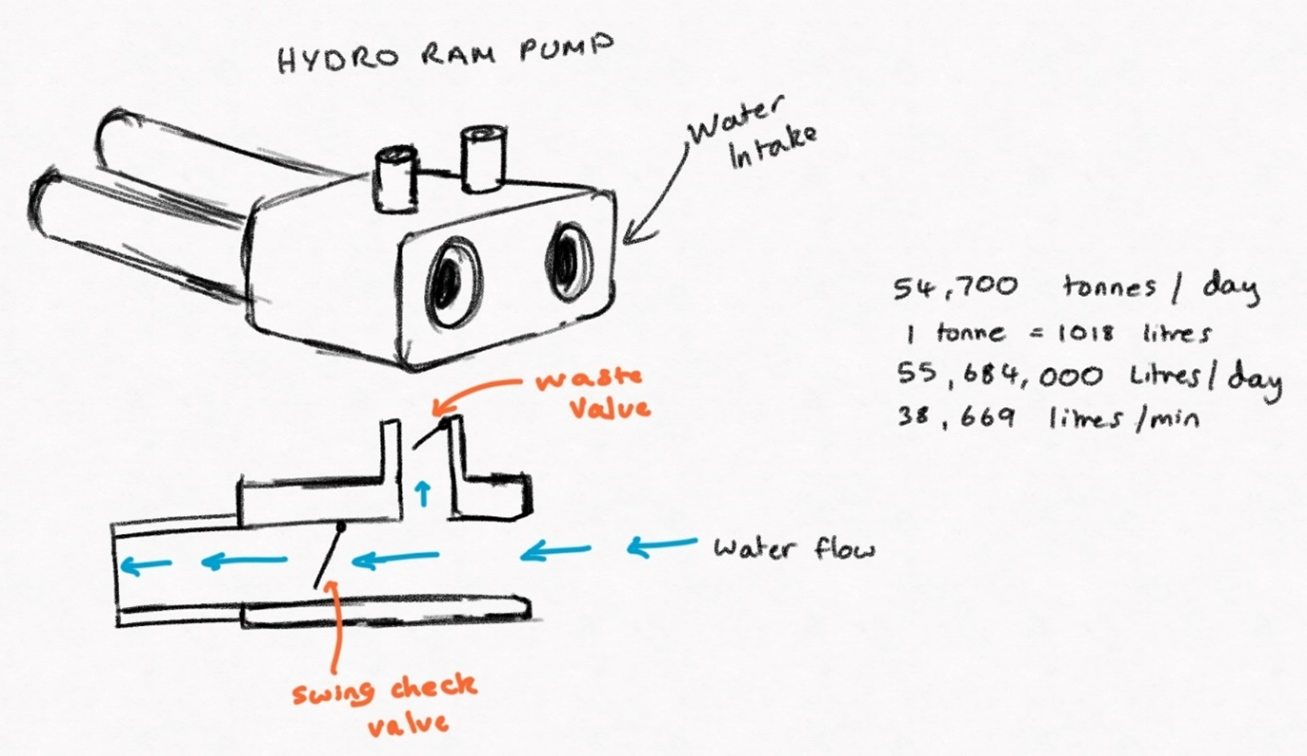 HYDRO RAM PUMP
Water
Intake
54,700 tonnes / day
1 tonne = 1018 litres
55,684,000 Litres/day
38,669 litres/min
waste
valve
water flow
swing check
valve